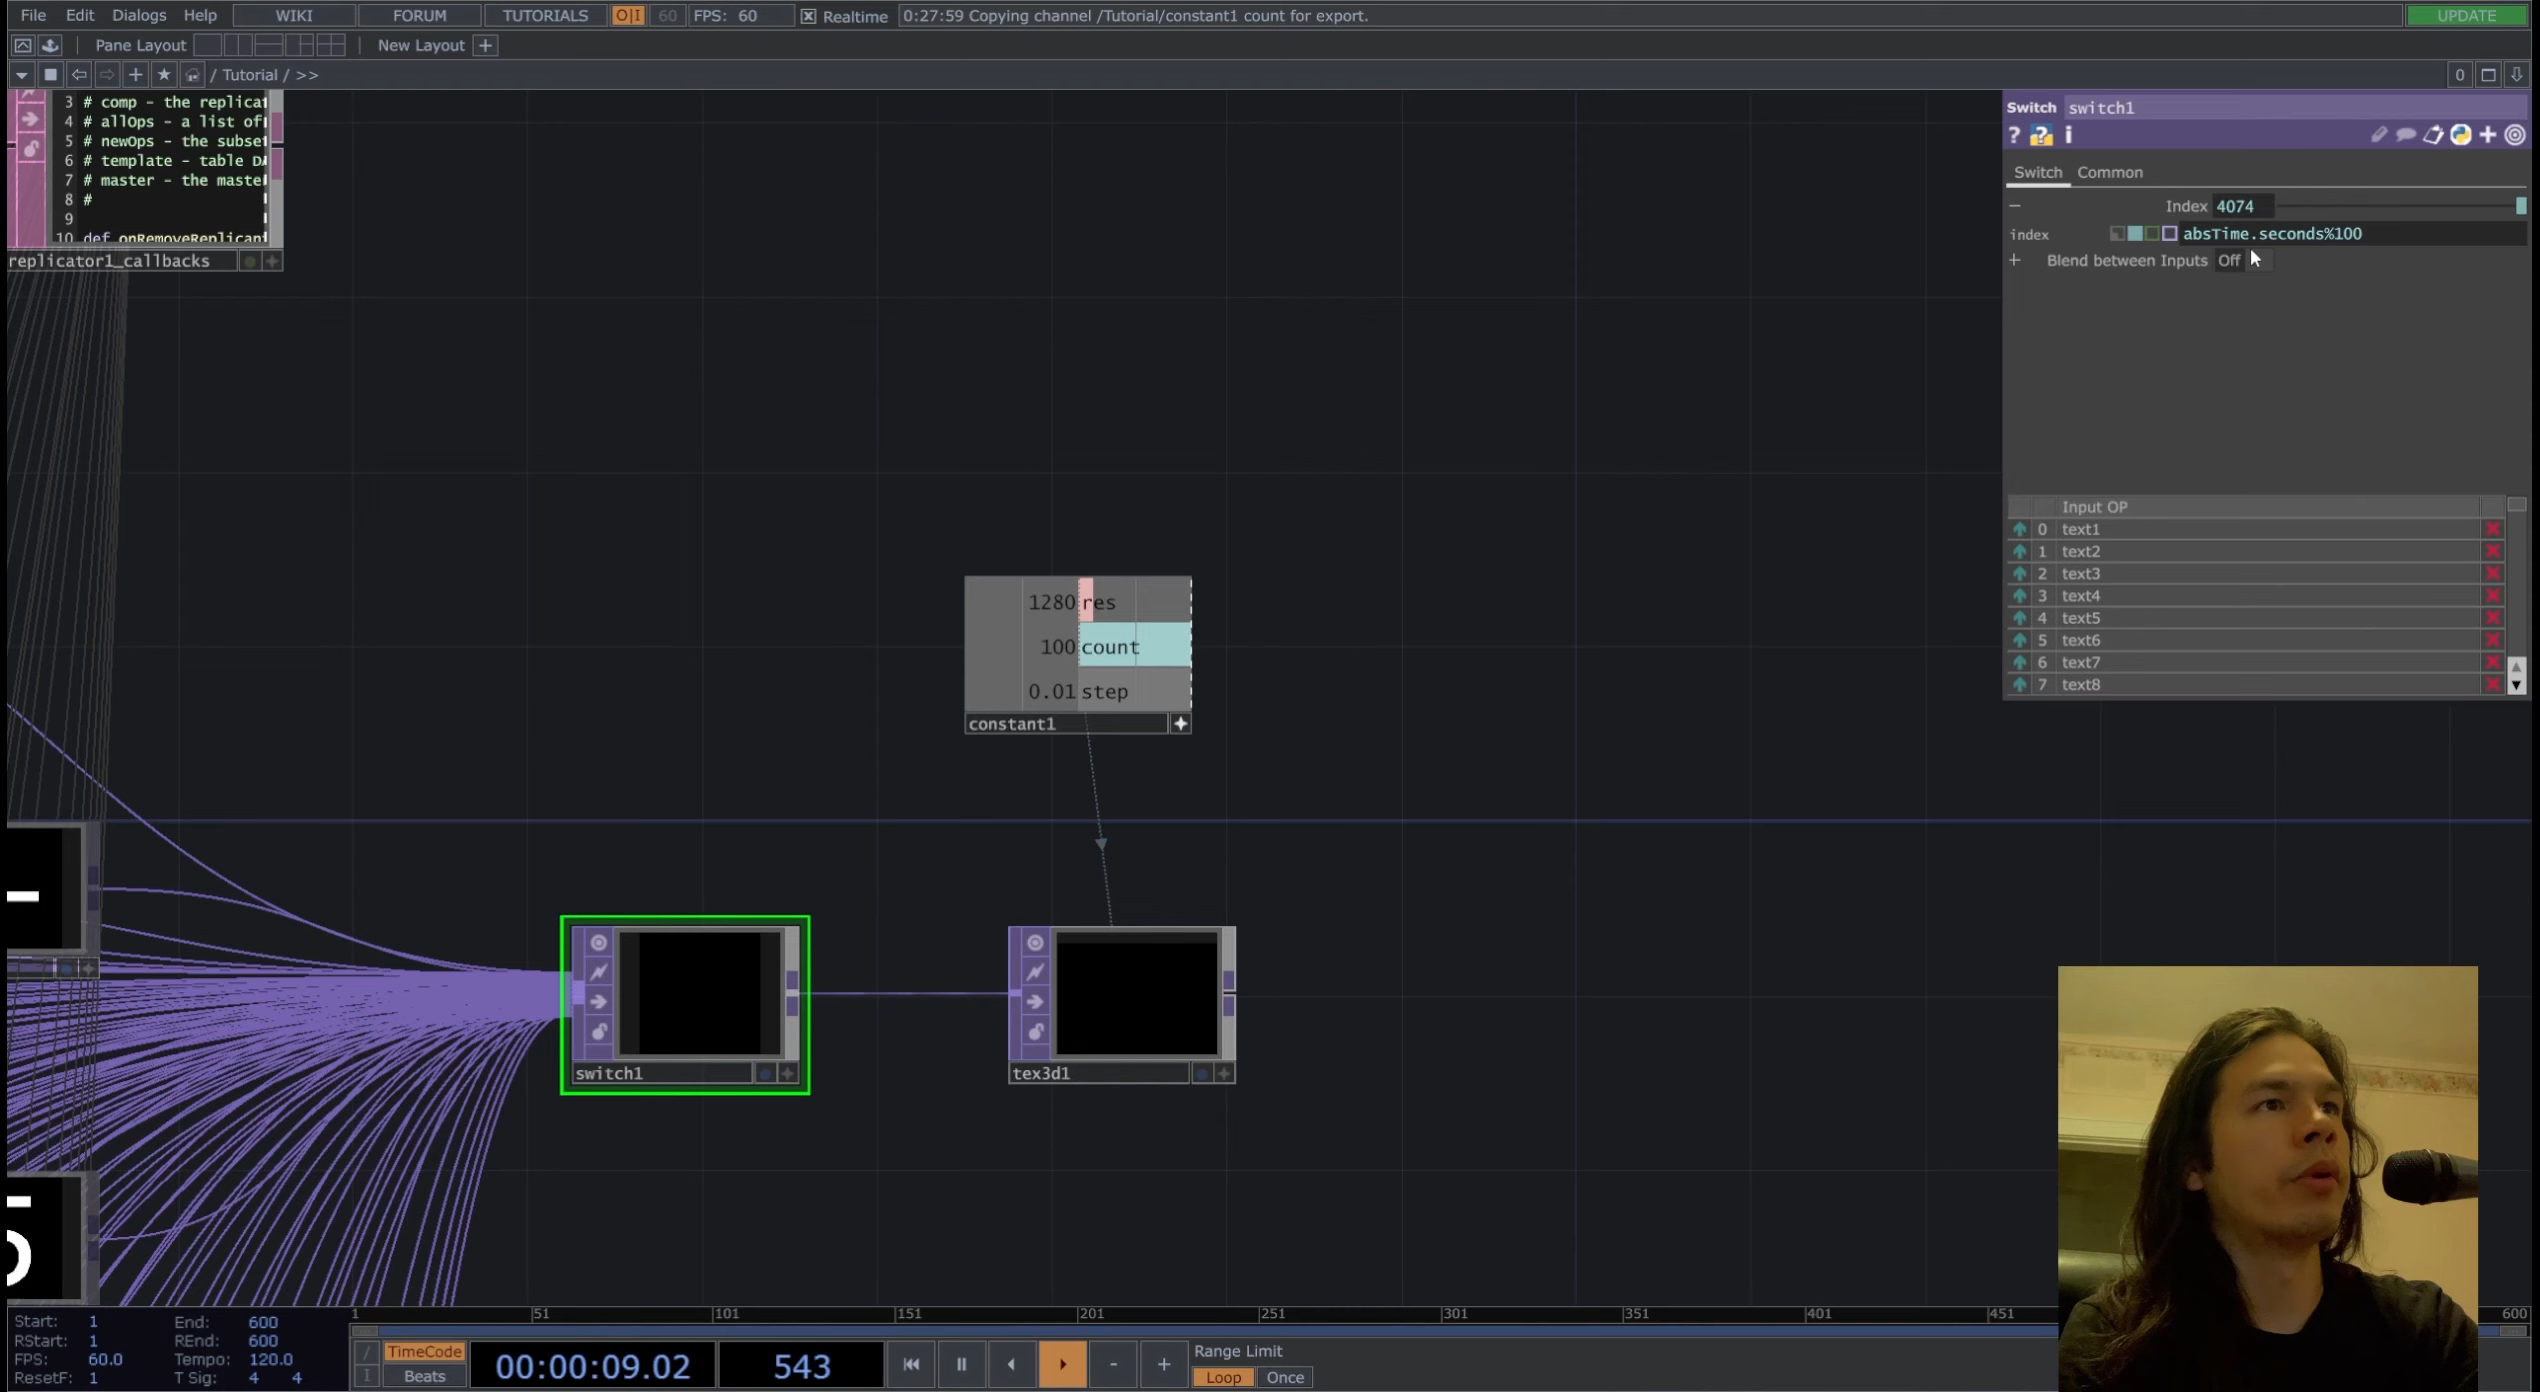 File Edit Dialogs Help WIKI FORUM TUTORIALS O|I 60 FPS: 60 Realtime 0:27:59 Copying channel /Tutorial/constant1 count for export. UPDATE
Pane Layout New Layout +
/ Tutorial / >> 0
3 # comp - the replica
4 # allOps - a list of
5 # newOps - the subse
6 # template - table D
7 # master - the maste
8 #
9
10 def onRemoveReplican
replicator1_callbacks
Switch switch1
? ? i
Switch Common
Index 4074
index absTime.seconds%100
+ Blend between Inputs Off
Input OP
0 text1
1 text2
2 text3
3 text4
4 text5
5 text6
6 text7
7 text8
1280 res
100 count
0.01 step
constant1
switch1
tex3d1
1 51 101 151 201 251 301 351 401 451 600
Start: 1 End: 600
RStart: 1 REnd: 600
FPS: 60.0 Tempo: 120.0
ResetF: 1 T Sig: 4 4
TimeCode
Beats
00:00:09.02
543
- +
Range Limit
Loop Once